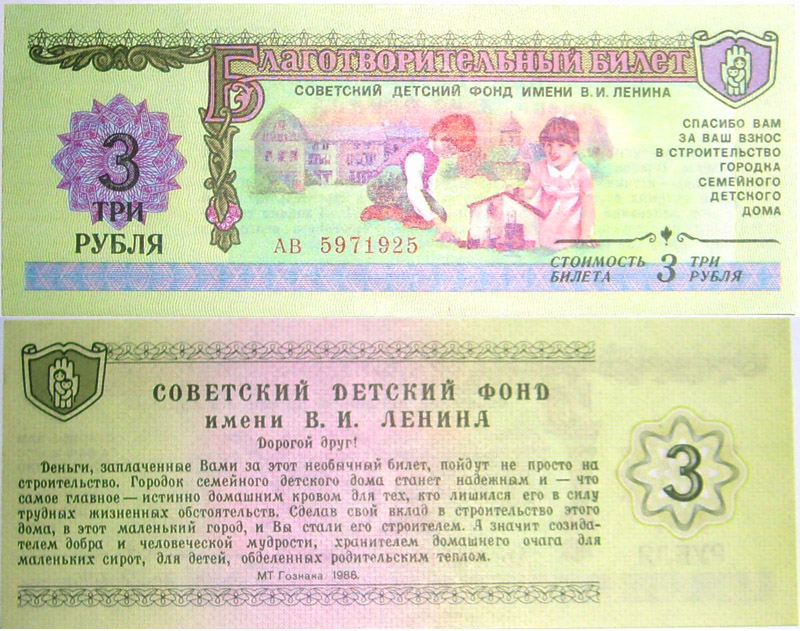 Благотворительный билет
СОВЕТСКИЙ ДЕТСКИЙ ФОНД ИМЕНИ В.И. ЛЕНИНА
3
ТРИ
РУБЛЯ
СПАСИБО ВАМ
ЗА ВАШ ВЗНОС
В СТРОИТЕЛЬСТВО
ГОРОДКА
СЕМЕЙНОГО
ДЕТСКОГО
ДОМА
АВ 5971925
СТОИМОСТЬ БИЛЕТА 3 ТРИ РУБЛЯ
СОВЕТСКИЙ ДЕТСКИЙ ФОНД
имени В. И. ЛЕНИНА
Дорогой друг!
Деньги, заплаченные Вами за этот необычный билет, пойдут не просто на
строительство. Городок семейного детского дома станет надежным и — что
самое главное — истинно домашним кровом для тех, кто лишился его в силу
трудных жизненных обстоятельств. Сделав свой вклад в строительство этого
дома, в этот маленький город, и Вы стали его строителем. А значит созида-
телем добра и человеческой мудрости, хранителем домашнего очага для
маленьких сирот, для детей, обделенных родительским теплом.
МТ Гознака 1988.
3